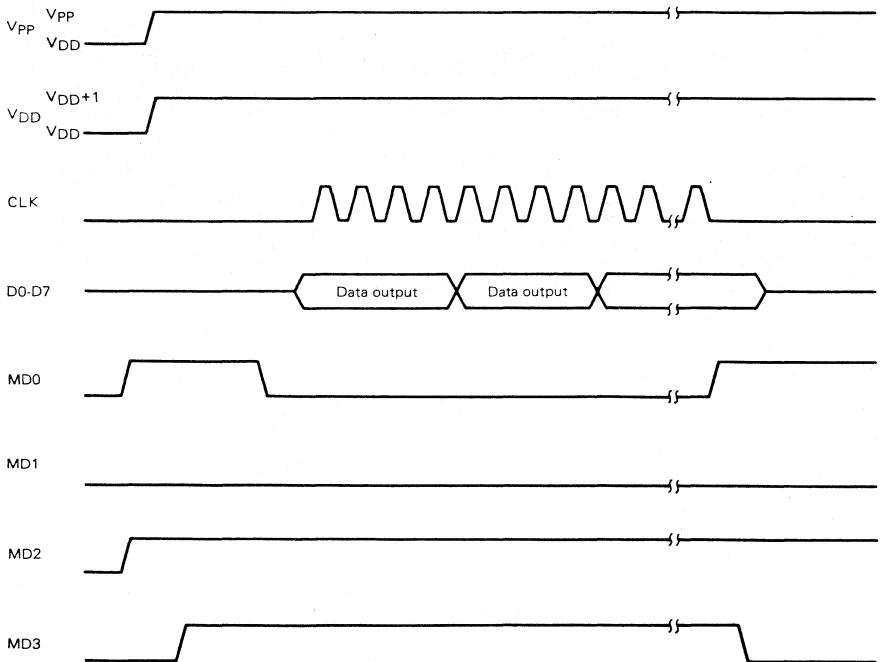 VPP VPP
VDD
VDD VDD+1
VDD
CLK
D0-D7 Data output Data output
MD0
MD1
MD2
MD3